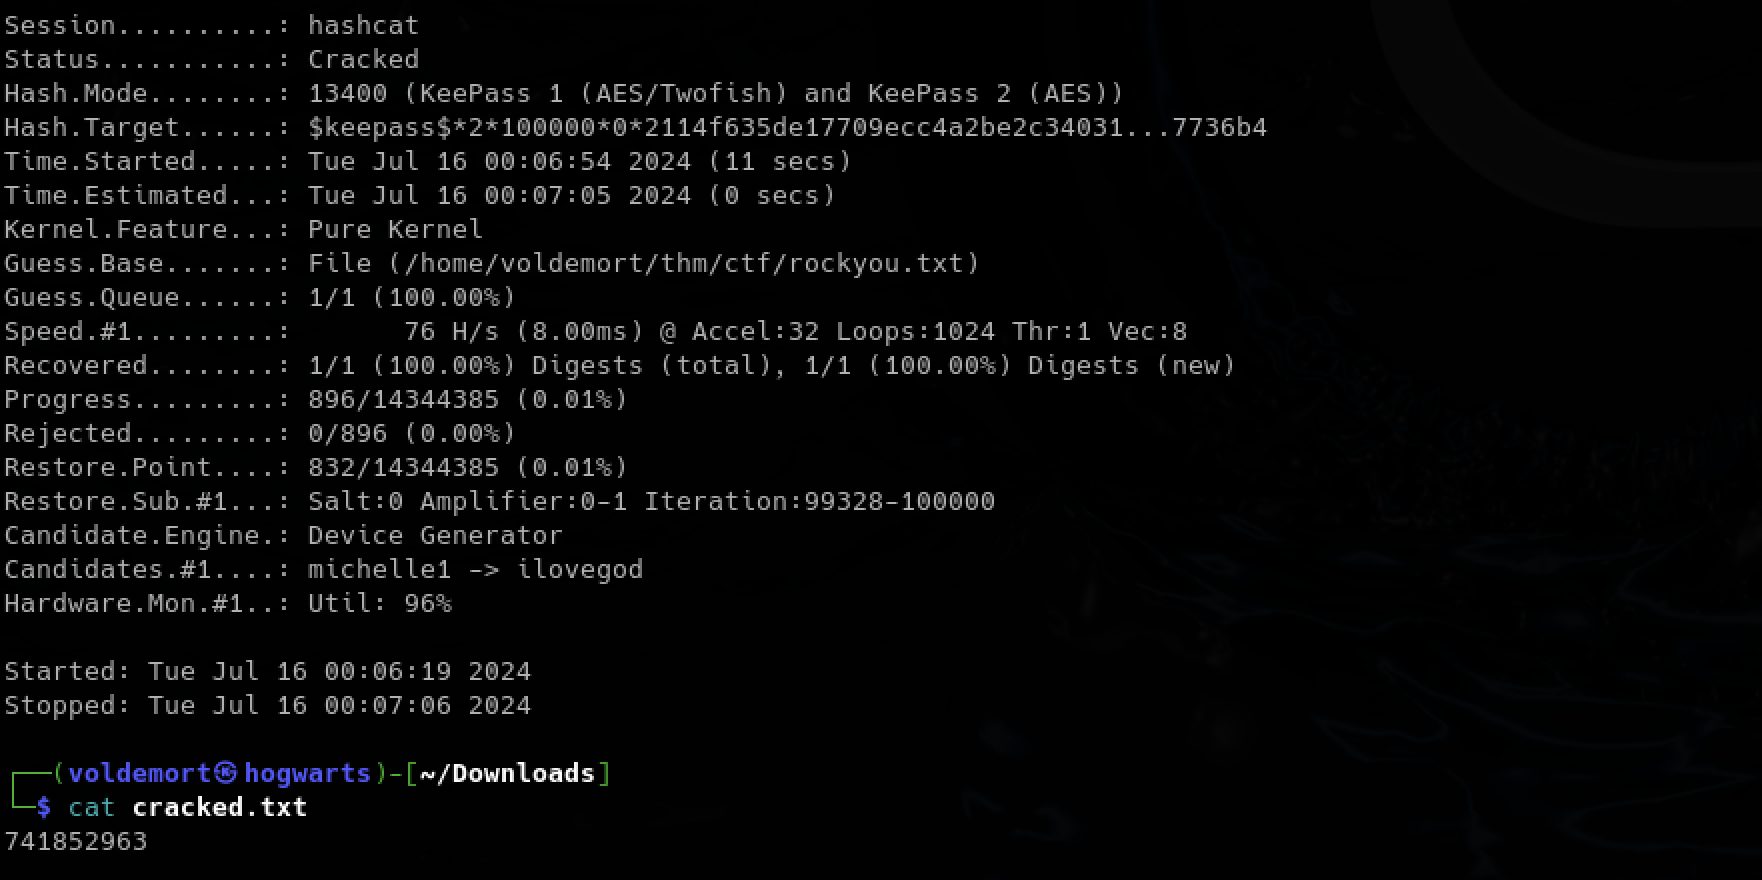 Session..........: hashcat
Status...........: Cracked
Hash.Mode........: 13400 (KeePass 1 (AES/Twofish) and KeePass 2 (AES))
Hash.Target......: $keepass$*2*100000*0*2114f635de17709ecc4a2be2c34031...7736b4
Time.Started.....: Tue Jul 16 00:06:54 2024 (11 secs)
Time.Estimated...: Tue Jul 16 00:07:05 2024 (0 secs)
Kernel.Feature...: Pure Kernel
Guess.Base.......: File (/home/voldemort/thm/ctf/rockyou.txt)
Guess.Queue......: 1/1 (100.00%)
Speed.#1.........:       76 H/s (8.00ms) @ Accel:32 Loops:1024 Thr:1 Vec:8
Recovered........: 1/1 (100.00%) Digests (total), 1/1 (100.00%) Digests (new)
Progress.........: 896/14344385 (0.01%)
Rejected.........: 0/896 (0.00%)
Restore.Point....: 832/14344385 (0.01%)
Restore.Sub.#1...: Salt:0 Amplifier:0-1 Iteration:99328-100000
Candidate.Engine.: Device Generator
Candidates.#1....: michelle1 -> ilovegod
Hardware.Mon.#1..: Util: 96%
Started: Tue Jul 16 00:06:19 2024
Stopped: Tue Jul 16 00:07:06 2024
┌──(voldemort㉿hogwarts)-[~/Downloads]
└─$ cat cracked.txt
741852963